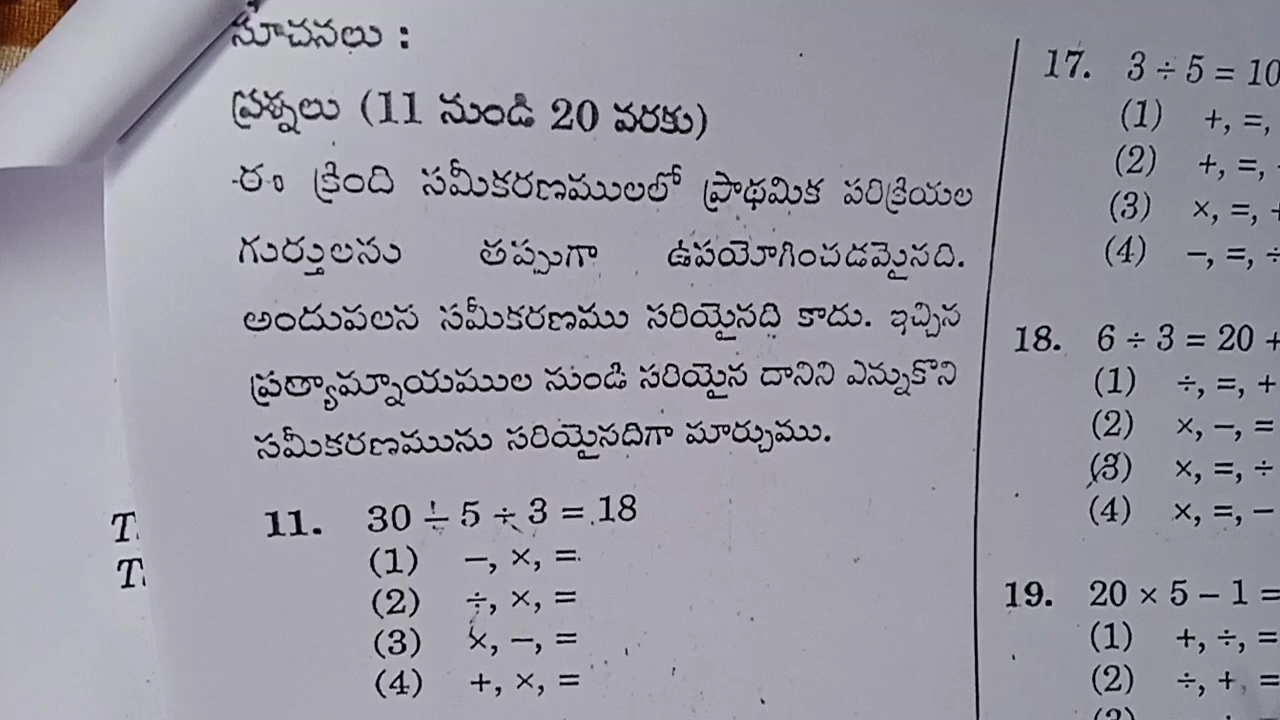 సూచనలు :
ప్రశ్నలు (11 నుండి 20 వరకు)
ఈ క్రింది సమీకరణములలో ప్రాథమిక పరిక్రియల
గుర్తులను తప్పుగా ఉపయోగించడమైనది.
అందువలన సమీకరణము సరియైనది కాదు. ఇచ్చిన
ప్రత్యామ్నాయముల నుండి సరియైన దానిని ఎన్నుకొని
సమీకరణమును సరియైనదిగా మార్చుము.
11. 30 ÷ 5 ÷ 3 = 18
(1) –, ×, =
(2) ÷, ×, =
(3) ×, –, =
(4) +, ×, =
17. 3 ÷ 5 = 10
(1) +, =,
(2) +, =,
(3) ×, =,
(4) –, =, ÷
18. 6 ÷ 3 = 20 +
(1) ÷, =, +
(2) ×, –, =
(3) ×, =, ÷
(4) ×, =, –
19. 20 × 5 – 1 =
(1) +, ÷, =
(2) ÷, +, =